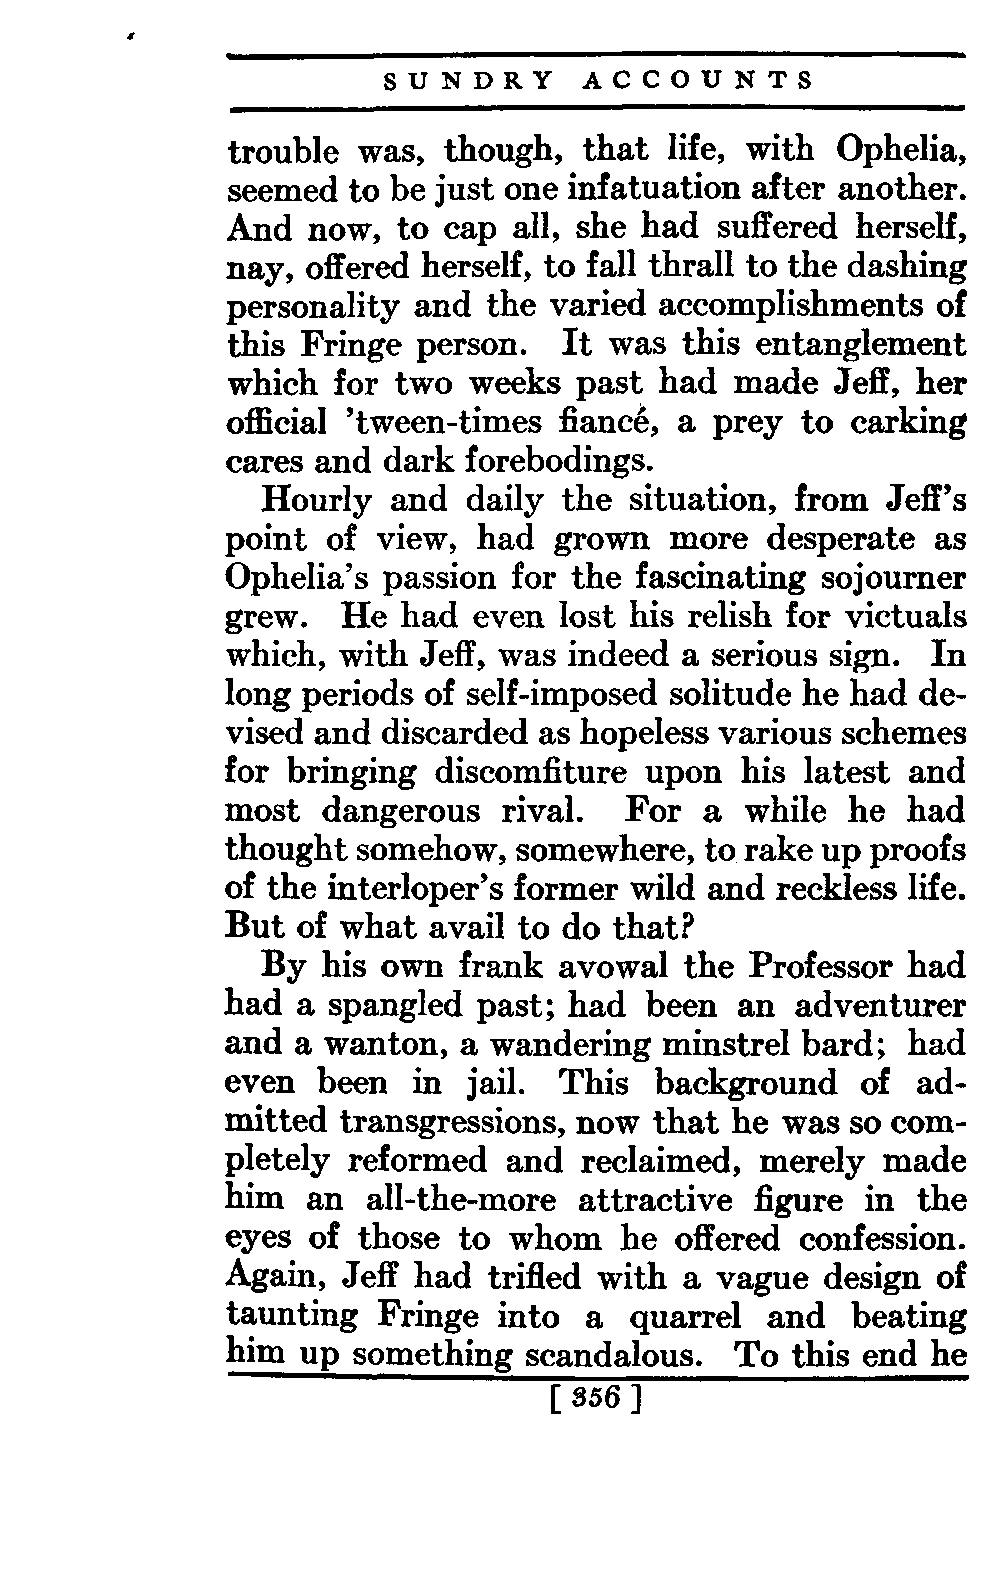 SUNDRY ACCOUNTS
trouble was, though, that life, with Ophelia,
seemed to be just one infatuation after another.
And now, to cap all, she had suffered herself,
nay, offered herself, to fall thrall to the dashing
personality and the varied accomplishments of
this Fringe person. It was this entanglement
which for two weeks past had made Jeff, her
official 'tween-times fiancé, a prey to carking
cares and dark forebodings.
Hourly and daily the situation, from Jeff's
point of view, had grown more desperate as
Ophelia's passion for the fascinating sojourner
grew. He had even lost his relish for victuals
which, with Jeff, was indeed a serious sign. In
long periods of self-imposed solitude he had de-
vised and discarded as hopeless various schemes
for bringing discomfiture upon his latest and
most dangerous rival. For a while he had
thought somehow, somewhere, to rake up proofs
of the interloper's former wild and reckless life.
But of what avail to do that?
By his own frank avowal the Professor had
had a spangled past; had been an adventurer
and a wanton, a wandering minstrel bard; had
even been in jail. This background of ad-
mitted transgressions, now that he was so com-
pletely reformed and reclaimed, merely made
him an all-the-more attractive figure in the
eyes of those to whom he offered confession.
Again, Jeff had trifled with a vague design of
taunting Fringe into a quarrel and beating
him up something scandalous. To this end he
[ 356 ]